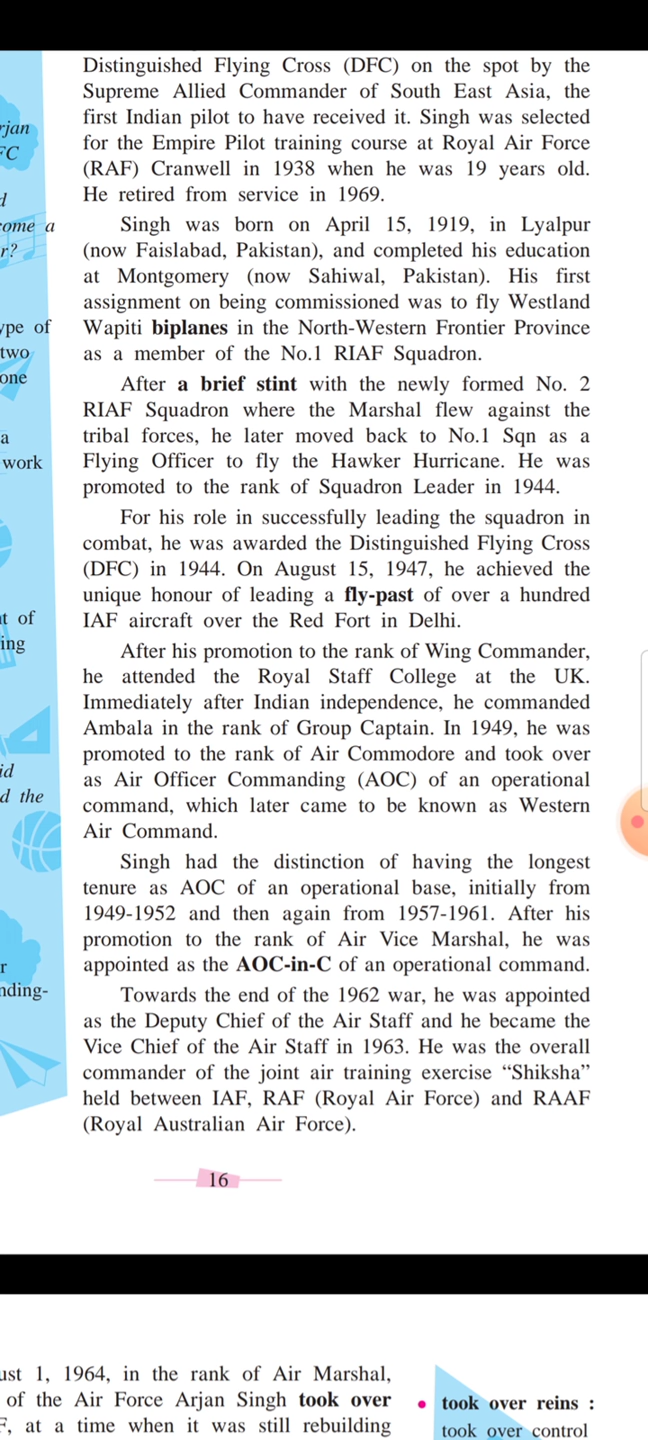 Distinguished Flying Cross (DFC) on the spot by the
Supreme Allied Commander of South East Asia, the
first Indian pilot to have received it. Singh was selected
for the Empire Pilot training course at Royal Air Force
(RAF) Cranwell in 1938 when he was 19 years old.
He retired from service in 1969.
Singh was born on April 15, 1919, in Lyalpur
(now Faislabad, Pakistan), and completed his education
at Montgomery (now Sahiwal, Pakistan). His first
assignment on being commissioned was to fly Westland
Wapiti biplanes in the North-Western Frontier Province
as a member of the No.1 RIAF Squadron.
After a brief stint with the newly formed No. 2
RIAF Squadron where the Marshal flew against the
tribal forces, he later moved back to No.1 Sqn as a
Flying Officer to fly the Hawker Hurricane. He was
promoted to the rank of Squadron Leader in 1944.
For his role in successfully leading the squadron in
combat, he was awarded the Distinguished Flying Cross
(DFC) in 1944. On August 15, 1947, he achieved the
unique honour of leading a fly-past of over a hundred
IAF aircraft over the Red Fort in Delhi.
After his promotion to the rank of Wing Commander,
he attended the Royal Staff College at the UK.
Immediately after Indian independence, he commanded
Ambala in the rank of Group Captain. In 1949, he was
promoted to the rank of Air Commodore and took over
as Air Officer Commanding (AOC) of an operational
command, which later came to be known as Western
Air Command.
Singh had the distinction of having the longest
tenure as AOC of an operational base, initially from
1949-1952 and then again from 1957-1961. After his
promotion to the rank of Air Vice Marshal, he was
appointed as the AOC-in-C of an operational command.
Towards the end of the 1962 war, he was appointed
as the Deputy Chief of the Air Staff and he became the
Vice Chief of the Air Staff in 1963. He was the overall
commander of the joint air training exercise “Shiksha”
held between IAF, RAF (Royal Air Force) and RAAF
(Royal Australian Air Force).
rjan
FC
d
come a
r?
ype of
two
one
a
work
t of
ing
id
d the
r
nding-
16
ust 1, 1964, in the rank of Air Marshal,
of the Air Force Arjan Singh took over
F, at a time when it was still rebuilding
• took over reins :
took over control